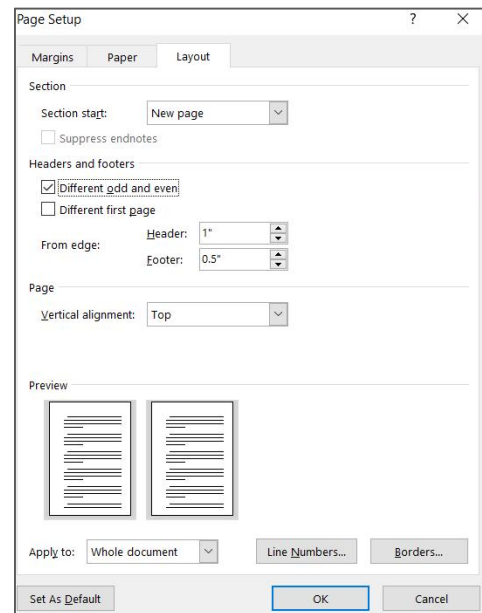 Page Setup ? ×
Margins Paper Layout
Section
Section start: New page
Suppress endnotes
Headers and footers
Different odd and even
Different first page
Header: 1"
From edge:
Footer: 0.5"
Page
Vertical alignment: Top
Preview
Apply to: Whole document Line Numbers... Borders...
Set As Default OK Cancel